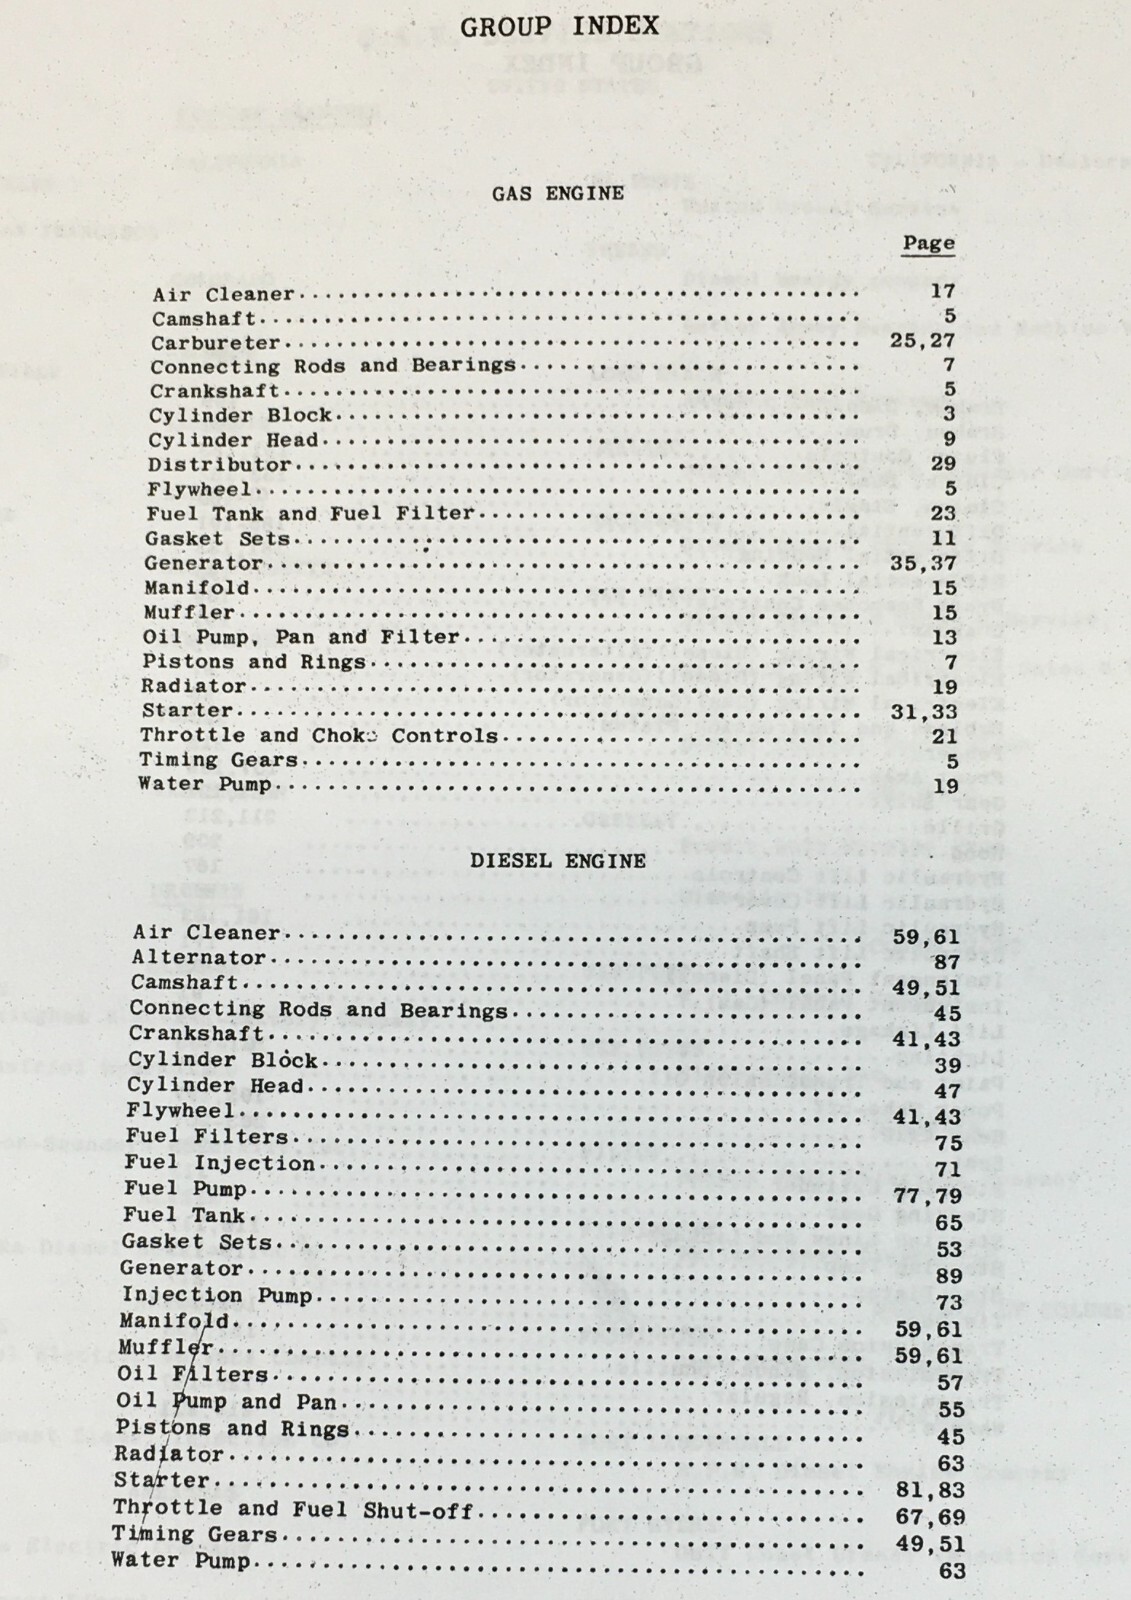 GROUP INDEX
GAS ENGINE
Page
Air Cleaner 17
Camshaft 5
Carbureter 25,27
Connecting Rods and Bearings 7
Crankshaft 5
Cylinder Block 3
Cylinder Head 9
Distributor 29
Flywheel 5
Fuel Tank and Fuel Filter 23
Gasket Sets 11
Generator 35,37
Manifold 15
Muffler 15
Oil Pump, Pan and Filter 13
Pistons and Rings 7
Radiator 19
Starter 31,33
Throttle and Choke Controls 21
Timing Gears 5
Water Pump 19
DIESEL ENGINE
Air Cleaner 59,61
Alternator 87
Camshaft 49,51
Connecting Rods and Bearings 45
Crankshaft 41,43
Cylinder Block 39
Cylinder Head 47
Flywheel 41,43
Fuel Filters 75
Fuel Injection 71
Fuel Pump 77,79
Fuel Tank 65
Gasket Sets 53
Generator 89
Injection Pump 73
Manifold 59,61
Muffler 59,61
Oil Filters 57
Oil Pump and Pan 55
Pistons and Rings 45
Radiator 63
Starter 81,83
Throttle and Fuel Shut-off 67,69
Timing Gears 49,51
Water Pump 63